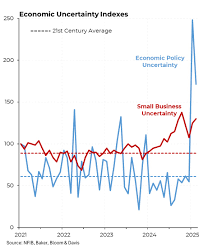 Economic Uncertainty Indexes
250
21st Century Average
Economic Policy
Uncertainty
200
150
Small Business
Uncertainty
100
50
0
2021 2022 2023 2024 2025
Source: NFIB, Baker, Bloom & Davis